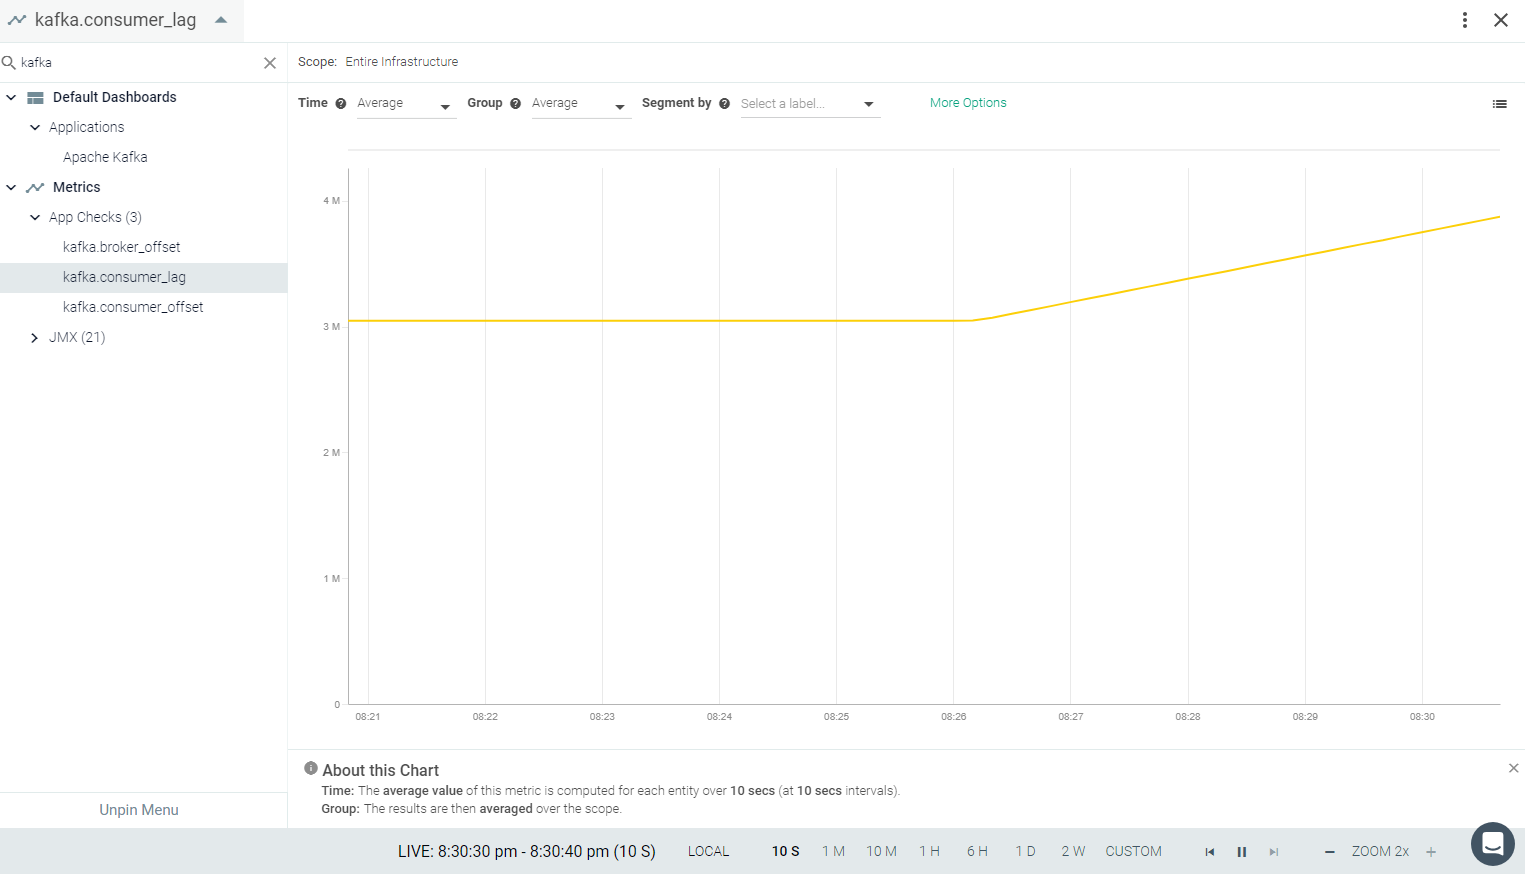 kafka.consumer_lag
kafka
Scope: Entire Infrastructure
Default Dashboards
Applications
Apache Kafka
Metrics
App Checks (3)
kafka.broker_offset
kafka.consumer_lag
kafka.consumer_offset
JMX (21)
Unpin Menu
Time Average Group Average Segment by Select a label... More Options
4 M
3 M
2 M
1 M
0
08:21 08:22 08:23 08:24 08:25 08:26 08:27 08:28 08:29 08:30
About this Chart
Time: The average value of this metric is computed for each entity over 10 secs (at 10 secs intervals).
Group: The results are then averaged over the scope.
LIVE: 8:30:30 pm - 8:30:40 pm (10 S) LOCAL 10 S 1 M 10 M 1 H 6 H 1 D 2 W CUSTOM ZOOM 2x